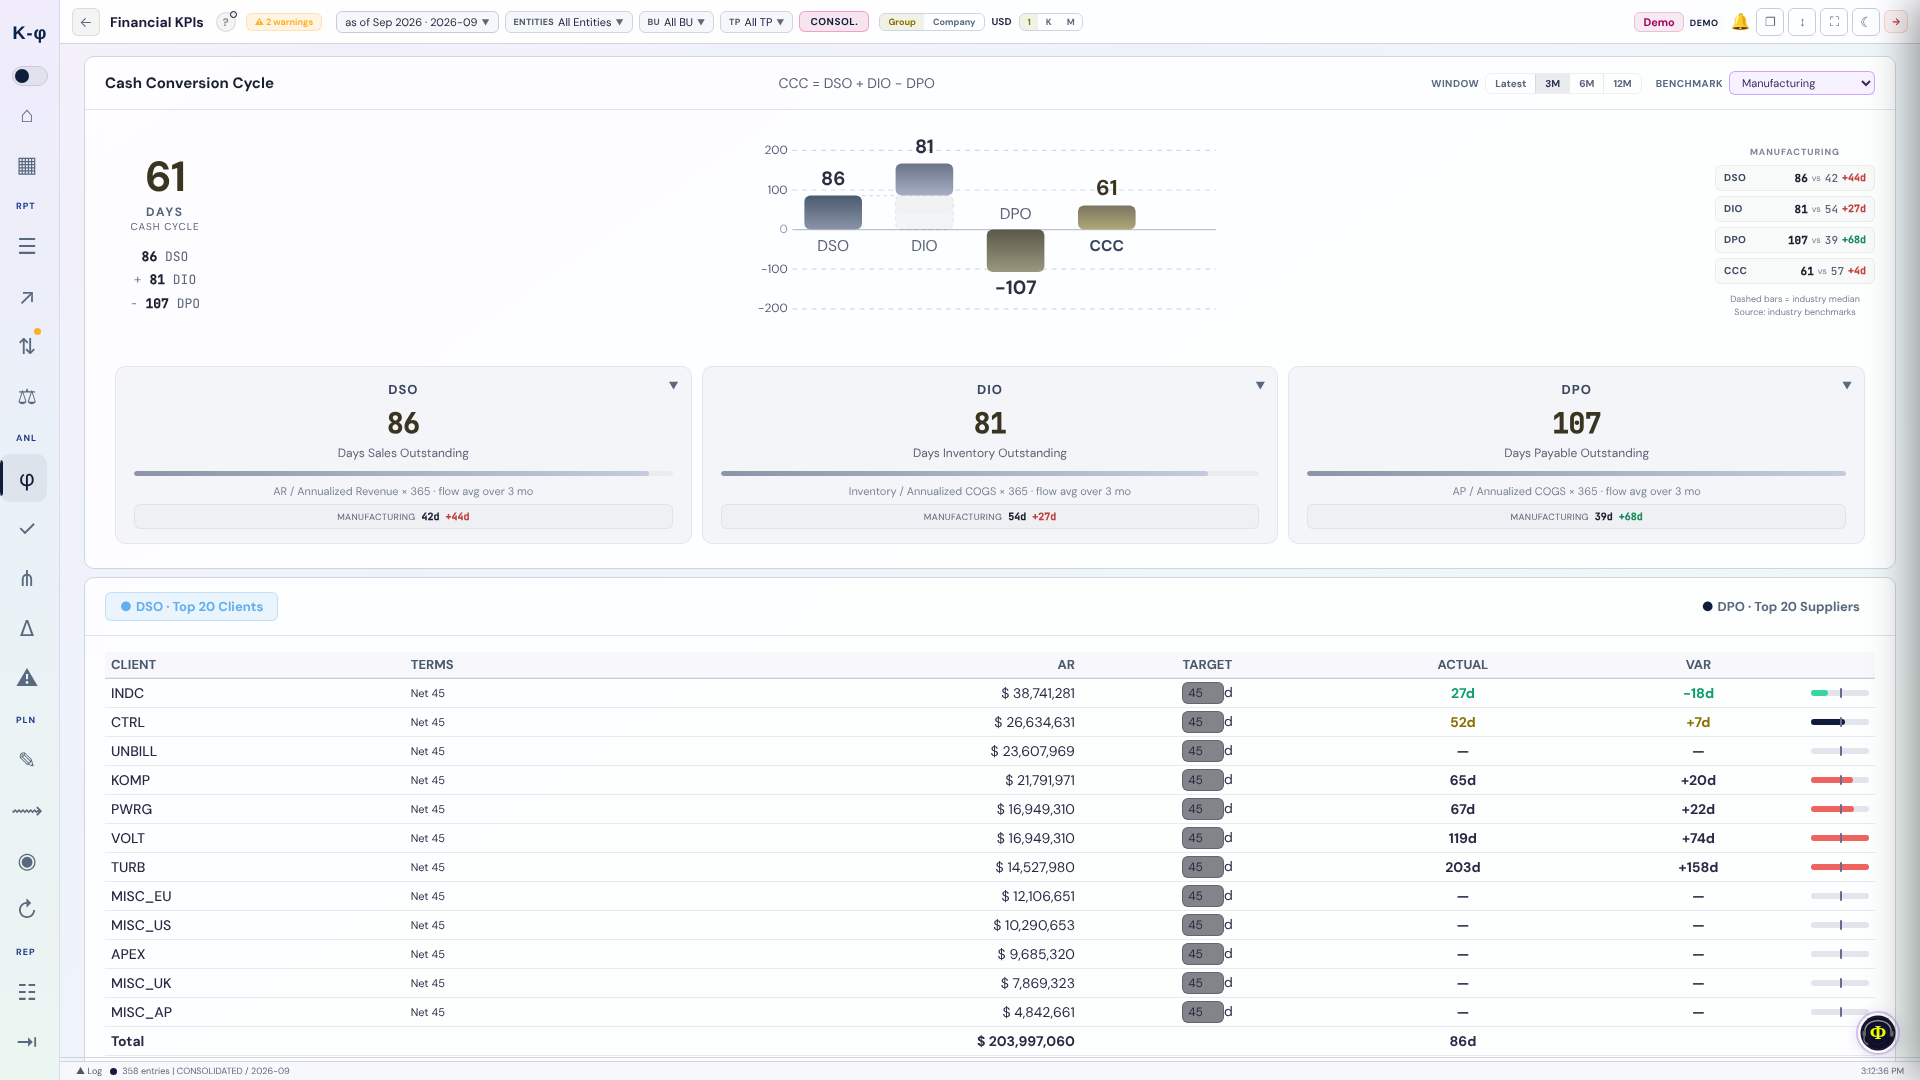 K-φ
← Financial KPIs ? ⚠ 2 warnings as of Sep 2026 · 2026-09 ▼ ENTITIES All Entities ▼ BU All BU ▼ TP All TP ▼ CONSOL. Group Company USD 1 K M Demo DEMO
RPT
ANL
φ
PLN
REP
Cash Conversion Cycle CCC = DSO + DIO − DPO WINDOW Latest 3M 6M 12M BENCHMARK Manufacturing
61
DAYS
CASH CYCLE
86 DSO
+ 81 DIO
- 107 DPO
200
100
0
-100
-200
86
DSO
81
DIO
DPO
-107
61
CCC
MANUFACTURING
DSO 86 vs 42 +44d
DIO 81 vs 54 +27d
DPO 107 vs 39 +68d
CCC 61 vs 57 +4d
Dashed bars = industry median
Source: industry benchmarks
DSO ▼
86
Days Sales Outstanding
AR / Annualized Revenue × 365 · flow avg over 3 mo
MANUFACTURING 42d +44d
DIO ▼
81
Days Inventory Outstanding
Inventory / Annualized COGS × 365 · flow avg over 3 mo
MANUFACTURING 54d +27d
DPO ▼
107
Days Payable Outstanding
AP / Annualized COGS × 365 · flow avg over 3 mo
MANUFACTURING 39d +68d
DSO · Top 20 Clients DPO · Top 20 Suppliers
CLIENT TERMS AR TARGET ACTUAL VAR
INDC Net 45 $ 38,741,281 45 d 27d -18d
CTRL Net 45 $ 26,634,631 45 d 52d +7d
UNBILL Net 45 $ 23,607,969 45 d — —
KOMP Net 45 $ 21,791,971 45 d 65d +20d
PWRG Net 45 $ 16,949,310 45 d 67d +22d
VOLT Net 45 $ 16,949,310 45 d 119d +74d
TURB Net 45 $ 14,527,980 45 d 203d +158d
MISC_EU Net 45 $ 12,106,651 45 d — —
MISC_US Net 45 $ 10,290,653 45 d — —
APEX Net 45 $ 9,685,320 45 d — —
MISC_UK Net 45 $ 7,869,323 45 d — —
MISC_AP Net 45 $ 4,842,661 45 d — —
Total $ 203,997,060 86d
Φ
▲ Log 358 entries | CONSOLIDATED / 2026-09 3:12:36 PM